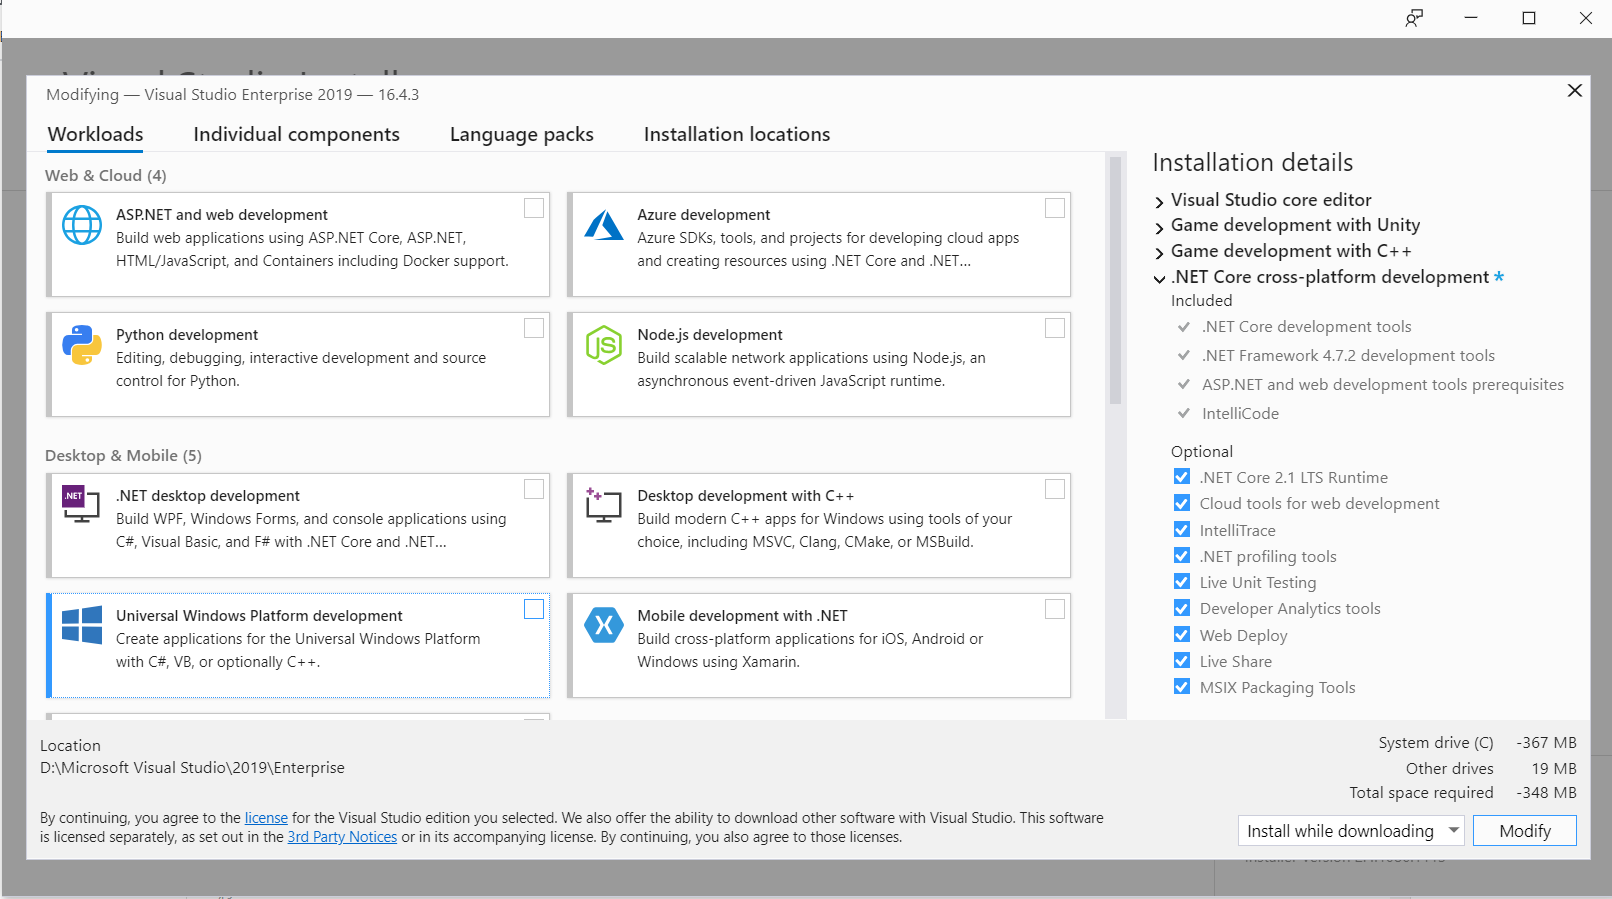 Modifying — Visual Studio Enterprise 2019 — 16.4.3
Workloads
Individual components
Language packs
Installation locations
Web & Cloud (4)
ASP.NET and web development
Build web applications using ASP.NET Core, ASP.NET,
HTML/JavaScript, and Containers including Docker support.
Azure development
Azure SDKs, tools, and projects for developing cloud apps
and creating resources using .NET Core and .NET...
Python development
Editing, debugging, interactive development and source
control for Python.
JS
Node.js development
Build scalable network applications using Node.js, an
asynchronous event-driven JavaScript runtime.
Desktop & Mobile (5)
.NET
.NET desktop development
Build WPF, Windows Forms, and console applications using
C#, Visual Basic, and F# with .NET Core and .NET...
Desktop development with C++
Build modern C++ apps for Windows using tools of your
choice, including MSVC, Clang, CMake, or MSBuild.
Universal Windows Platform development
Create applications for the Universal Windows Platform
with C#, VB, or optionally C++.
Mobile development with .NET
Build cross-platform applications for iOS, Android or
Windows using Xamarin.
Installation details
Visual Studio core editor
Game development with Unity
Game development with C++
.NET Core cross-platform development *
Included
.NET Core development tools
.NET Framework 4.7.2 development tools
ASP.NET and web development tools prerequisites
IntelliCode
Optional
.NET Core 2.1 LTS Runtime
Cloud tools for web development
IntelliTrace
.NET profiling tools
Live Unit Testing
Developer Analytics tools
Web Deploy
Live Share
MSIX Packaging Tools
Location
D:\Microsoft Visual Studio\2019\Enterprise
System drive (C) -367 MB
Other drives 19 MB
Total space required -348 MB
By continuing, you agree to the license for the Visual Studio edition you selected. We also offer the ability to download other software with Visual Studio. This software
is licensed separately, as set out in the 3rd Party Notices or in its accompanying license. By continuing, you also agree to those licenses.
Install while downloading
Modify